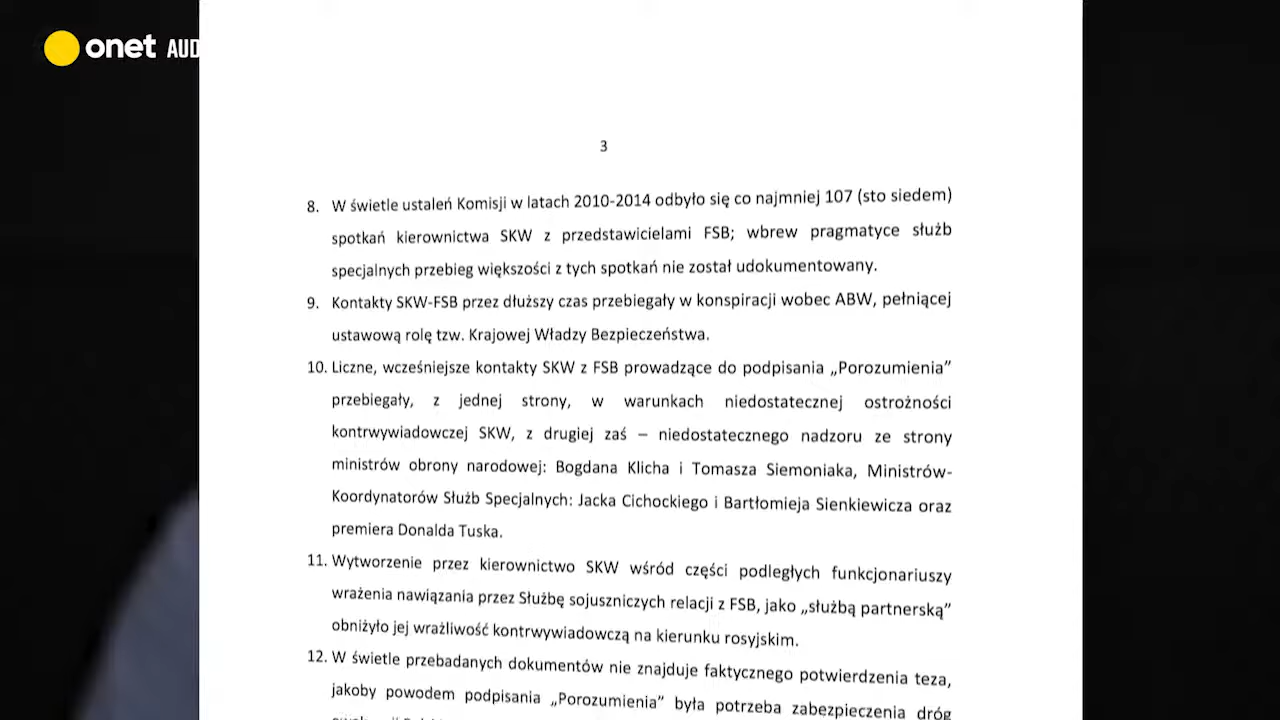 onet AUD
3
8. W świetle ustaleń Komisji w latach 2010-2014 odbyło się co najmniej 107 (sto siedem)
spotkań kierownictwa SKW z przedstawicielami FSB; wbrew pragmatyce służb
specjalnych przebieg większości z tych spotkań nie został udokumentowany.
9. Kontakty SKW-FSB przez dłuższy czas przebiegały w konspiracji wobec ABW, pełniącej
ustawową rolę tzw. Krajowej Władzy Bezpieczeństwa.
10. Liczne, wcześniejsze kontakty SKW z FSB prowadzące do podpisania „Porozumienia”
przebiegały, z jednej strony, w warunkach niedostatecznej ostrożności
kontrwywiadowczej SKW, z drugiej zaś – niedostatecznego nadzoru ze strony
ministrów obrony narodowej: Bogdana Klicha i Tomasza Siemoniaka, Ministrów-
Koordynatorów Służb Specjalnych: Jacka Cichockiego i Bartłomieja Sienkiewicza oraz
premiera Donalda Tuska.
11. Wytworzenie przez kierownictwo SKW wśród części podległych funkcjonariuszy
wrażenia nawiązania przez Służbę sojuszniczych relacji z FSB, jako „służbą partnerską”
obniżyło jej wrażliwość kontrwywiadowczą na kierunku rosyjskim.
12. W świetle przebadanych dokumentów nie znajduje faktycznego potwierdzenia teza,
jakoby powodem podpisania „Porozumienia” była potrzeba zabezpieczenia dróg